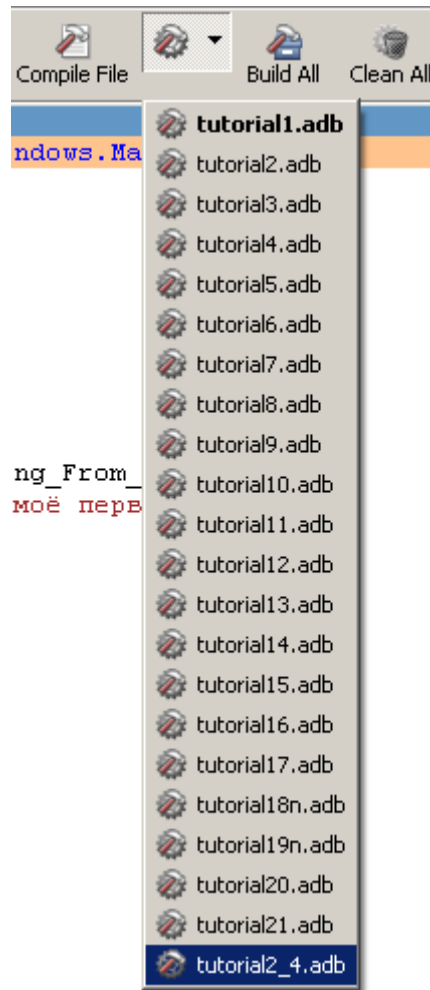 Compile File
Build All
Clean All
tutorial1.adb
ndows.Ma
tutorial2.adb
tutorial3.adb
tutorial4.adb
tutorial5.adb
tutorial6.adb
tutorial7.adb
tutorial8.adb
tutorial9.adb
ng_From_
tutorial10.adb
моё перв
tutorial11.adb
tutorial12.adb
tutorial13.adb
tutorial14.adb
tutorial15.adb
tutorial16.adb
tutorial17.adb
tutorial18n.adb
tutorial19n.adb
tutorial20.adb
tutorial21.adb
tutorial2_4.adb